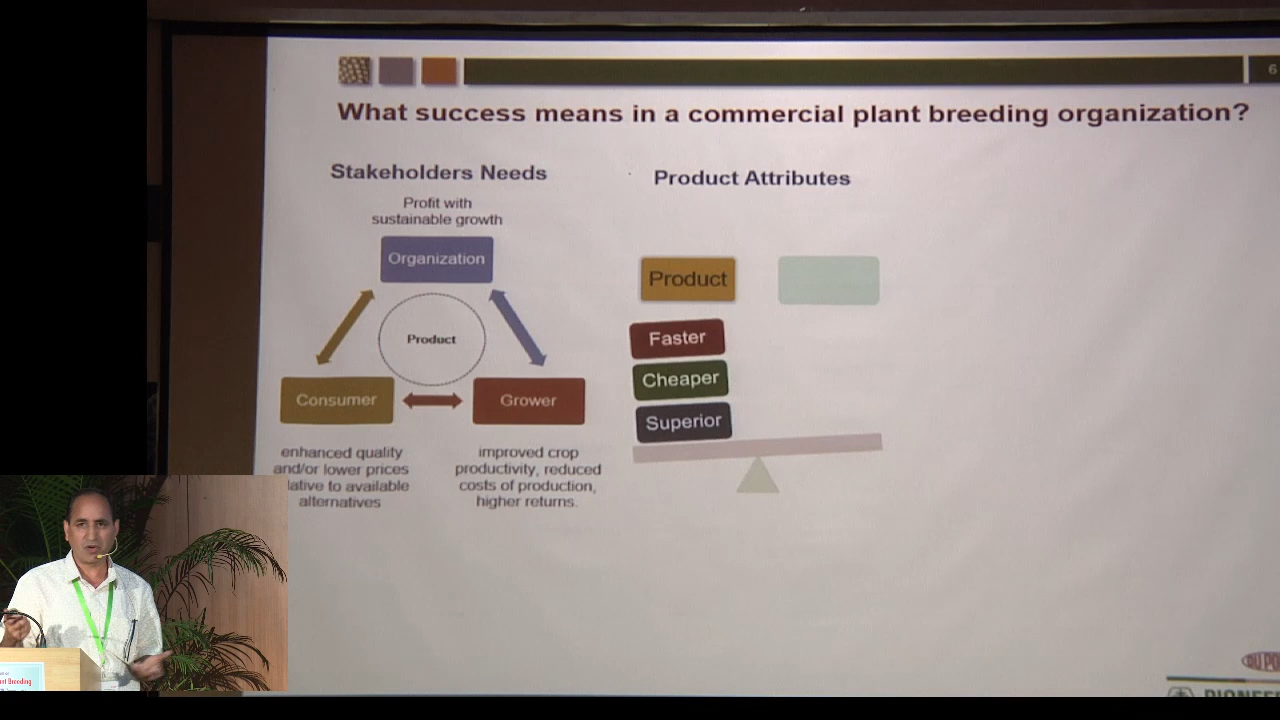 6
What success means in a commercial plant breeding organization?
Stakeholders Needs
Profit with
sustainable growth
Organization
Product
Consumer
Grower
enhanced quality
and/or lower prices
to available
alternatives
improved crop
productivity, reduced
costs of production,
higher returns.
Product Attributes
Product
Faster
Cheaper
Superior
Breeding